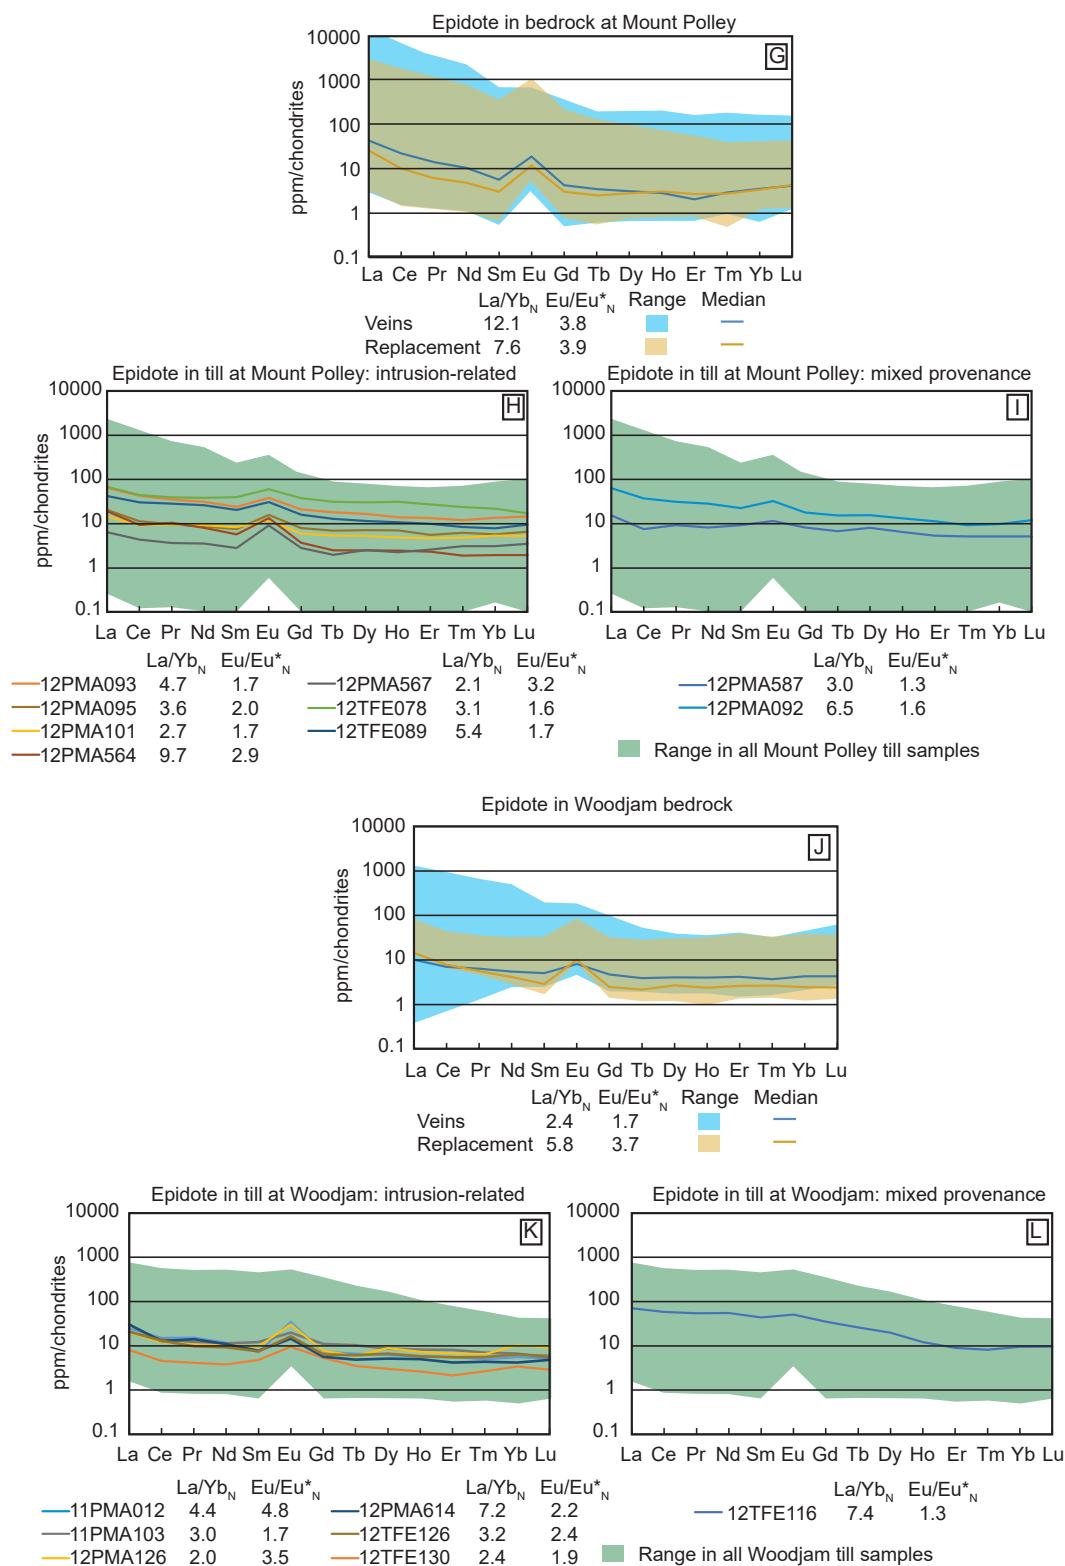 Epidote in bedrock at Mount Polley
G
10000
1000
100
10
1
0.1
ppm/chondrites
La Ce Pr Nd Sm Eu Gd Tb Dy Ho Er Tm Yb Lu
La/Yb_N Eu/Eu*_N Range Median
Veins 12.1 3.8
Replacement 7.6 3.9
Epidote in till at Mount Polley: intrusion-related
H
10000
1000
100
10
1
0.1
ppm/chondrites
La Ce Pr Nd Sm Eu Gd Tb Dy Ho Er Tm Yb Lu
La/Yb_N Eu/Eu*_N La/Yb_N Eu/Eu*_N
12PMA093 4.7 1.7 12PMA567 2.1 3.2
12PMA095 3.6 2.0 12TFE078 3.1 1.6
12PMA101 2.7 1.7 12TFE089 5.4 1.7
12PMA564 9.7 2.9
Epidote in till at Mount Polley: mixed provenance
I
10000
1000
100
10
1
0.1
La Ce Pr Nd Sm Eu Gd Tb Dy Ho Er Tm Yb Lu
La/Yb_N Eu/Eu*_N
12PMA587 3.0 1.3
12PMA092 6.5 1.6
Range in all Mount Polley till samples
Epidote in Woodjam bedrock
J
10000
1000
100
10
1
0.1
ppm/chondrites
La Ce Pr Nd Sm Eu Gd Tb Dy Ho Er Tm Yb Lu
La/Yb_N Eu/Eu*_N Range Median
Veins 2.4 1.7
Replacement 5.8 3.7
Epidote in till at Woodjam: intrusion-related
K
10000
1000
100
10
1
0.1
ppm/chondrites
La Ce Pr Nd Sm Eu Gd Tb Dy Ho Er Tm Yb Lu
La/Yb_N Eu/Eu*_N La/Yb_N Eu/Eu*_N
11PMA012 4.4 4.8 12PMA614 7.2 2.2
11PMA103 3.0 1.7 12TFE126 3.2 2.4
12PMA126 2.0 3.5 12TFE130 2.4 1.9
Epidote in till at Woodjam: mixed provenance
L
10000
1000
100
10
1
0.1
La Ce Pr Nd Sm Eu Gd Tb Dy Ho Er Tm Yb Lu
La/Yb_N Eu/Eu*_N
12TFE116 7.4 1.3
Range in all Woodjam till samples